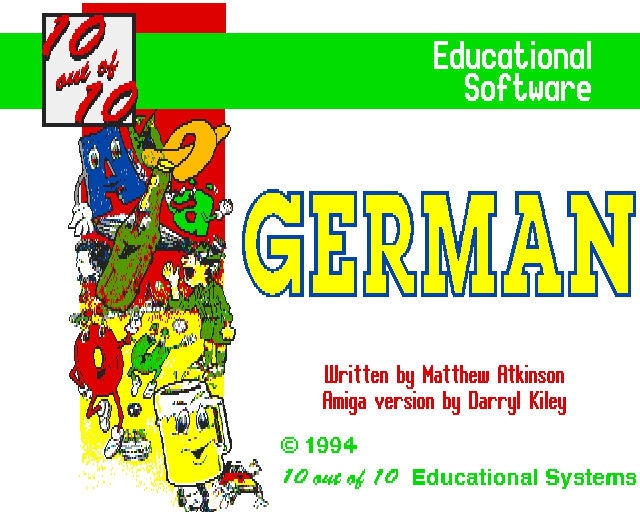 10
out of
10
Educational
Software
A
ä
GERMAN
Written by Matthew Atkinson
Amiga version by Darryl Kiley
© 1994
10 out of 10 Educational Systems